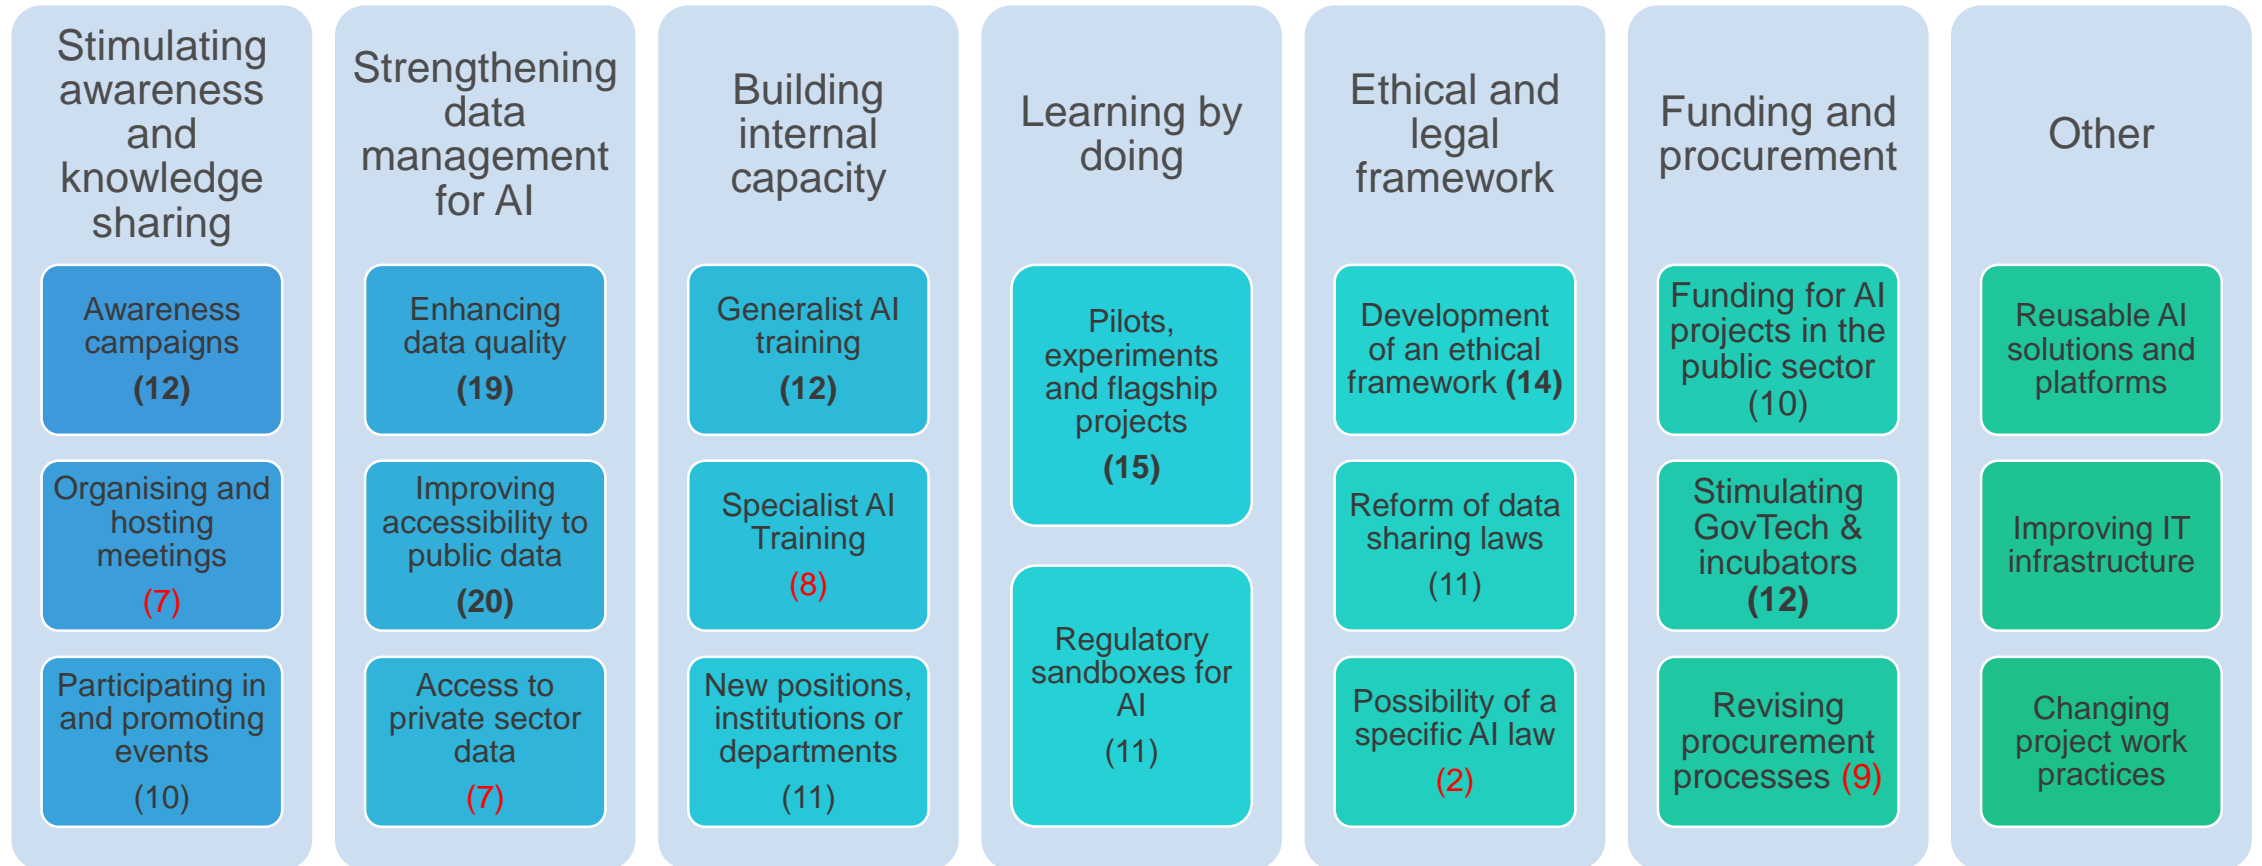 Stimulating
awareness
and
knowledge
sharing
Awareness
campaigns
(12)
Organising and
hosting
meetings
(7)
Participating in
and promoting
events
(10)
Strengthening
data
management
for AI
Enhancing
data quality
(19)
Improving
accessibility to
public data
(20)
Access to
private sector
data
(7)
Building
internal
capacity
Generalist AI
training
(12)
Specialist AI
Training
(8)
New positions,
institutions or
departments
(11)
Learning by
doing
Pilots,
experiments
and flagship
projects
(15)
Regulatory
sandboxes for
AI
(11)
Ethical and
legal
framework
Development
of an ethical
framework (14)
Reform of data
sharing laws
(11)
Possibility of a
specific AI law
(2)
Funding and
procurement
Funding for AI
projects in the
public sector
(10)
Stimulating
GovTech &
incubators
(12)
Revising
procurement
processes (9)
Other
Reusable AI
solutions and
platforms
Improving IT
infrastructure
Changing
project work
practices